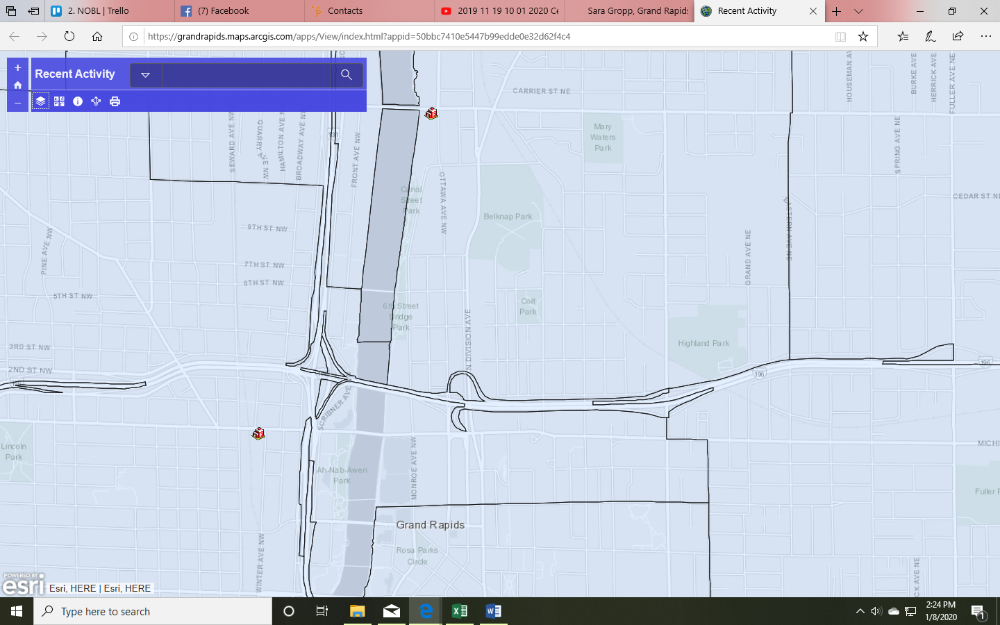 2. NOBL | Trello
(7) Facebook
Contacts
2019 11 19 10 01 2020 Ce
Sara Gropp, Grand Rapids
Recent Activity
https://grandrapids.maps.arcgis.com/apps/View/index.html?appid=50bbc7410e5447b99edde0e32d62f4c4
+
Recent Activity
−
CARRIER ST NE
HOUSEMAN AVE
BURKE AVE
HERRICK AVE
FULLER AVE NE
SEWARD AVE NW
QUARRY
AVE NW
HAMILTON AVE
BROADWAY AVE NW
131
FRONT AVE NW
Mary
Waters
Park
SPRING AVE NE
Canal
Street
Park
OTTAWA AVE NW
Belknap Park
EASTERN AVE NE
CEDAR ST NE
9TH ST NW
PINE AVE NW
7TH ST NW
6TH ST NW
5TH ST NW
GRAND AVE NE
6th Street
Bridge
Park
Coit
Park
N DIVISION AVE
Highland Park
3RD ST NW
2ND ST NW
196
196
SCRIBNER AVE
Lincoln
Park
MICHI
MONROE AVE NW
Ah-Nab-Awen
Park
Fuller P
Grand Rapids
Rosa Parks
Circle
WINTER AVE NW
CK AVE NE
POWERED BY
esri
Esri, HERE | Esri, HERE
Type here to search
2:24 PM
1/8/2020
1